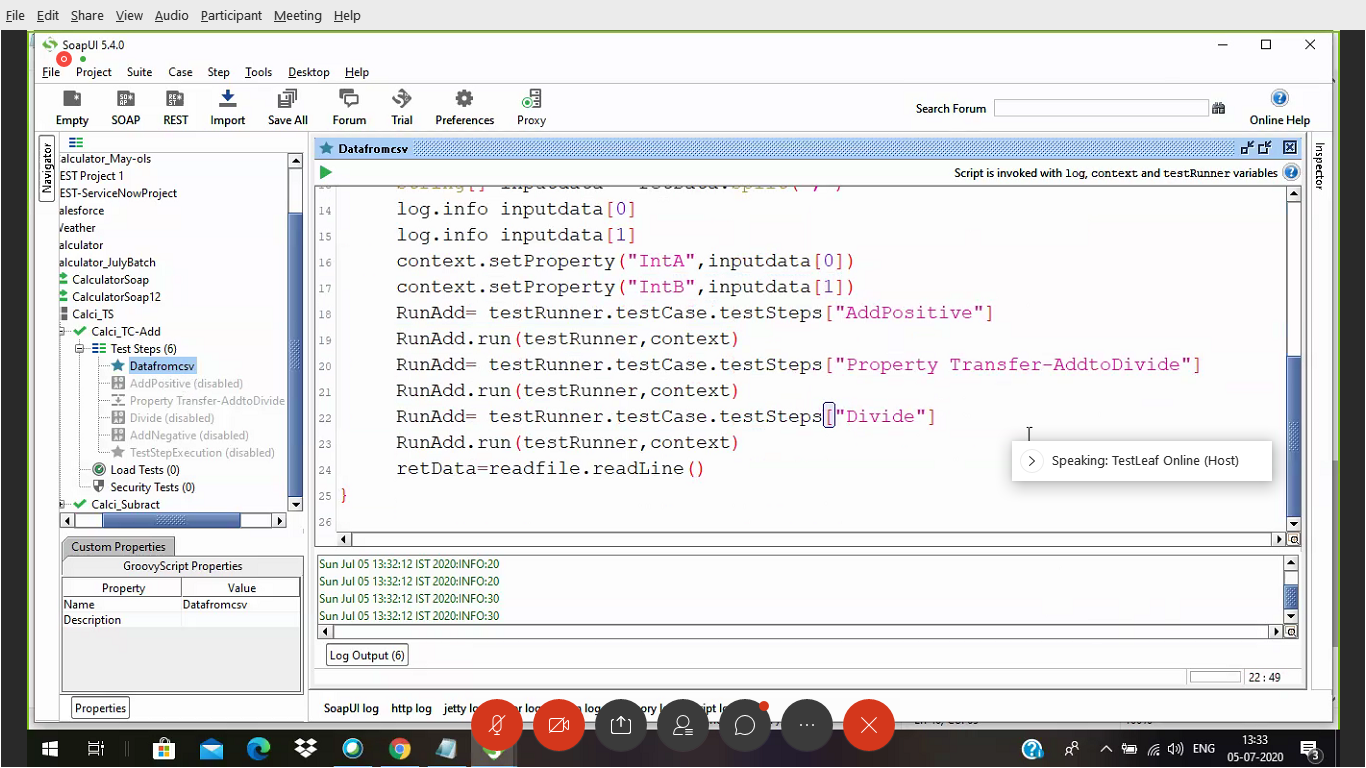 File Edit Share View Audio Participant Meeting Help
SoapUI 5.4.0
File Project Suite Case Step Tools Desktop Help
Empty SOAP REST Import Save All Forum Trial Preferences Proxy
Search Forum
Online Help
Navigator
alculator_May-ols
EST Project 1
EST-ServiceNowProject
alesforce
Weather
alculator
alculator_JulyBatch
CalculatorSoap
CalculatorSoap12
Calci_TS
Calci_TC-Add
Test Steps (6)
Datafromcsv
AddPositive (disabled)
Property Transfer-AddtoDivide
Divide (disabled)
AddNegative (disabled)
TestStepExecution (disabled)
Load Tests (0)
Security Tests (0)
Calci_Subract
Custom Properties
GroovyScript Properties
Property Value
Name Datafromcsv
Description
Properties
Datafromcsv
Script is invoked with log, context and testRunner variables
14 log.info inputdata[0]
15 log.info inputdata[1]
16 context.setProperty("IntA",inputdata[0])
17 context.setProperty("IntB",inputdata[1])
18 RunAdd= testRunner.testCase.testSteps["AddPositive"]
19 RunAdd.run(testRunner,context)
20 RunAdd= testRunner.testCase.testSteps["Property Transfer-AddtoDivide"]
21 RunAdd.run(testRunner,context)
22 RunAdd= testRunner.testCase.testSteps["Divide"]
23 RunAdd.run(testRunner,context)
24 retData=readfile.readLine()
25 }
26
Speaking: TestLeaf Online (Host)
Inspector
Sun Jul 05 13:32:12 IST 2020:INFO:20
Sun Jul 05 13:32:12 IST 2020:INFO:20
Sun Jul 05 13:32:12 IST 2020:INFO:30
Sun Jul 05 13:32:12 IST 2020:INFO:30
Log Output (6)
22 : 49
SoapUI log http log
ENG
13:33
05-07-2020
3